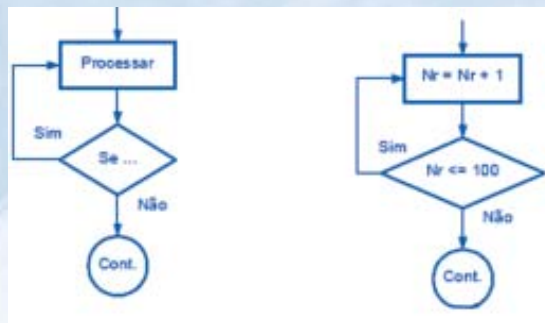 Processar
Sim
Se ...
Não
Cont.
Nr = Nr + 1
Sim
Nr <= 100
Não
Cont.